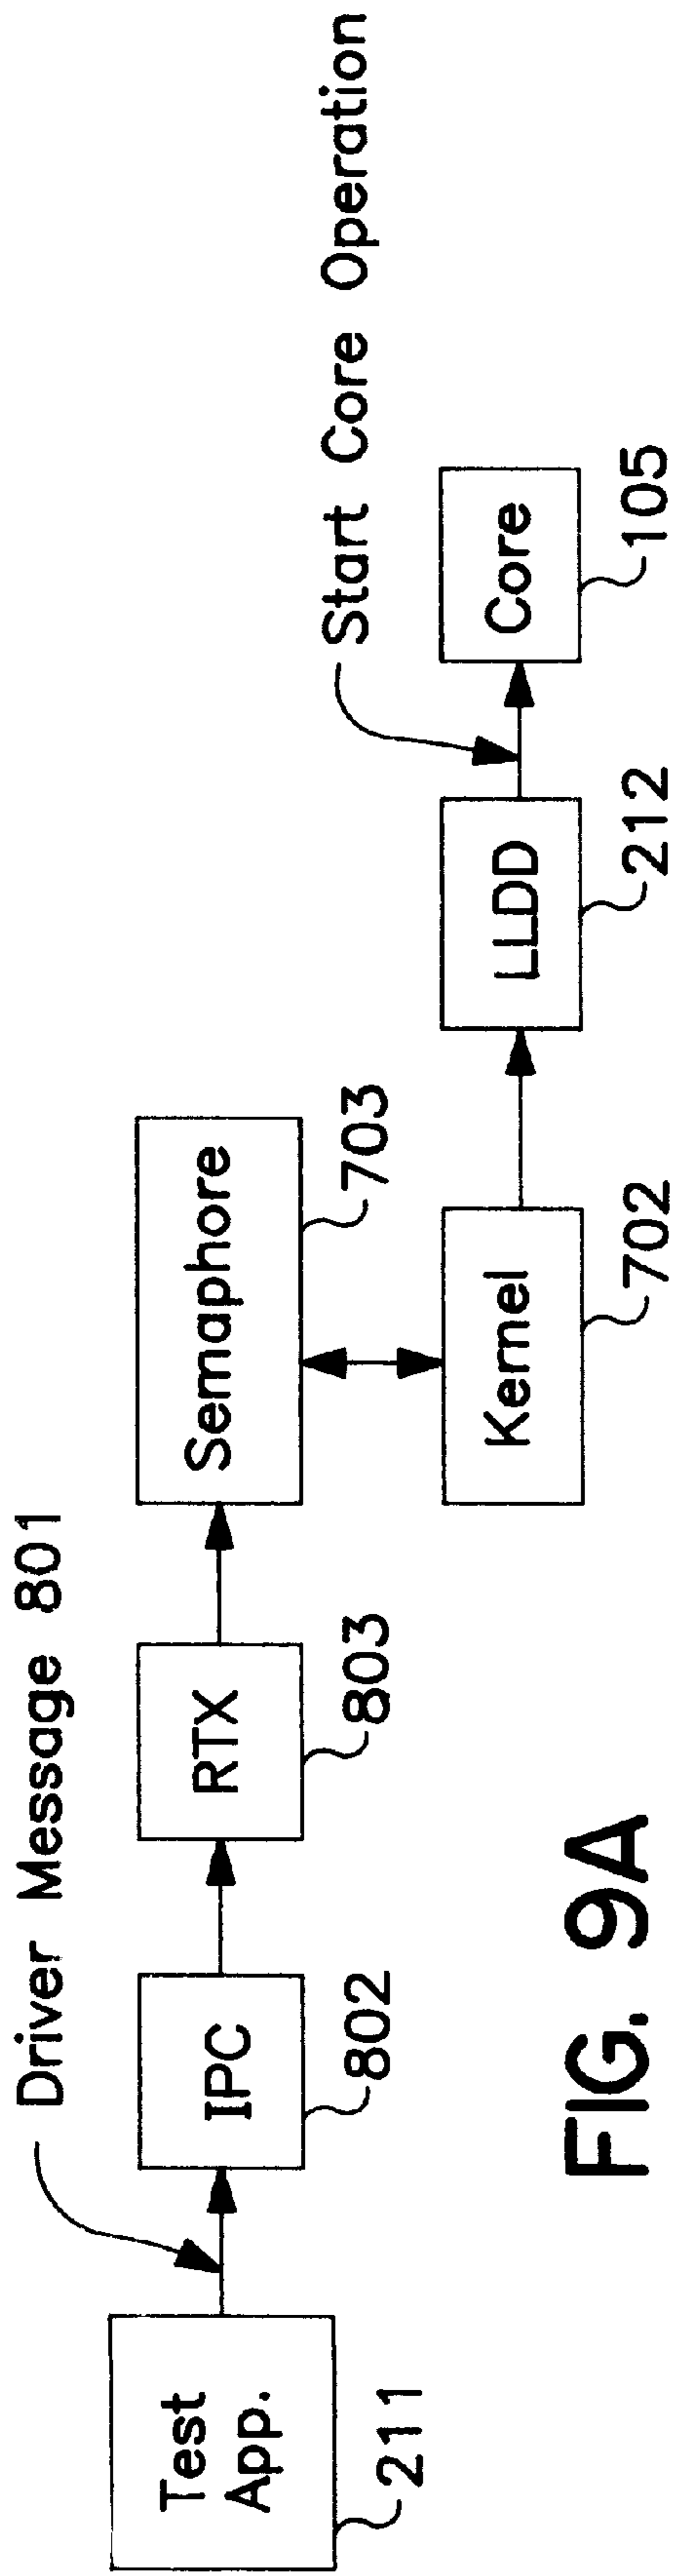 Driver Message 801
Start Core Operation
Test
App.
211
IPC
802
RTX
803
Semaphore
703
Kernel
702
LLDD
212
Core
105
FIG. 9A